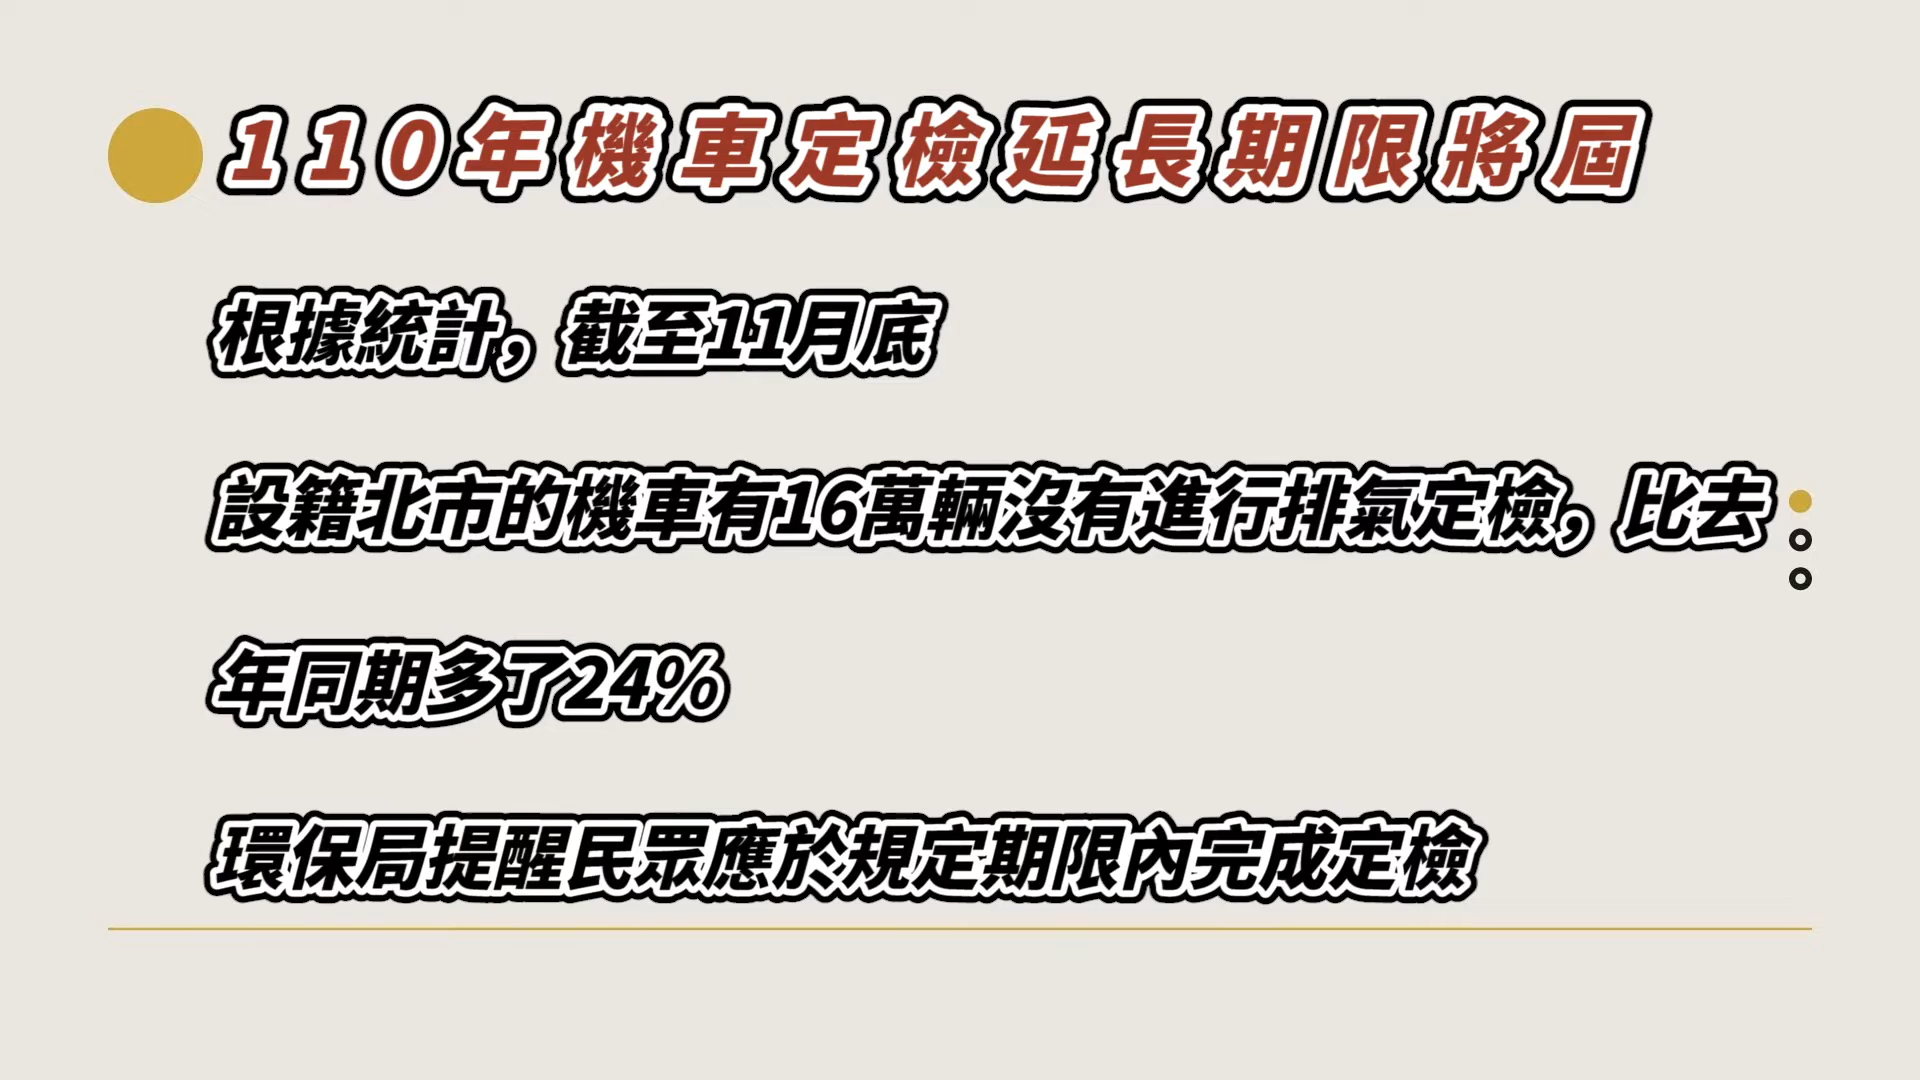 110年機車定檢延長期限將屆
根據統計，截至11月底
設籍北市的機車有16萬輛沒有進行排氣定檢，比去
年同期多了24%
環保局提醒民眾應於規定期限內完成定檢